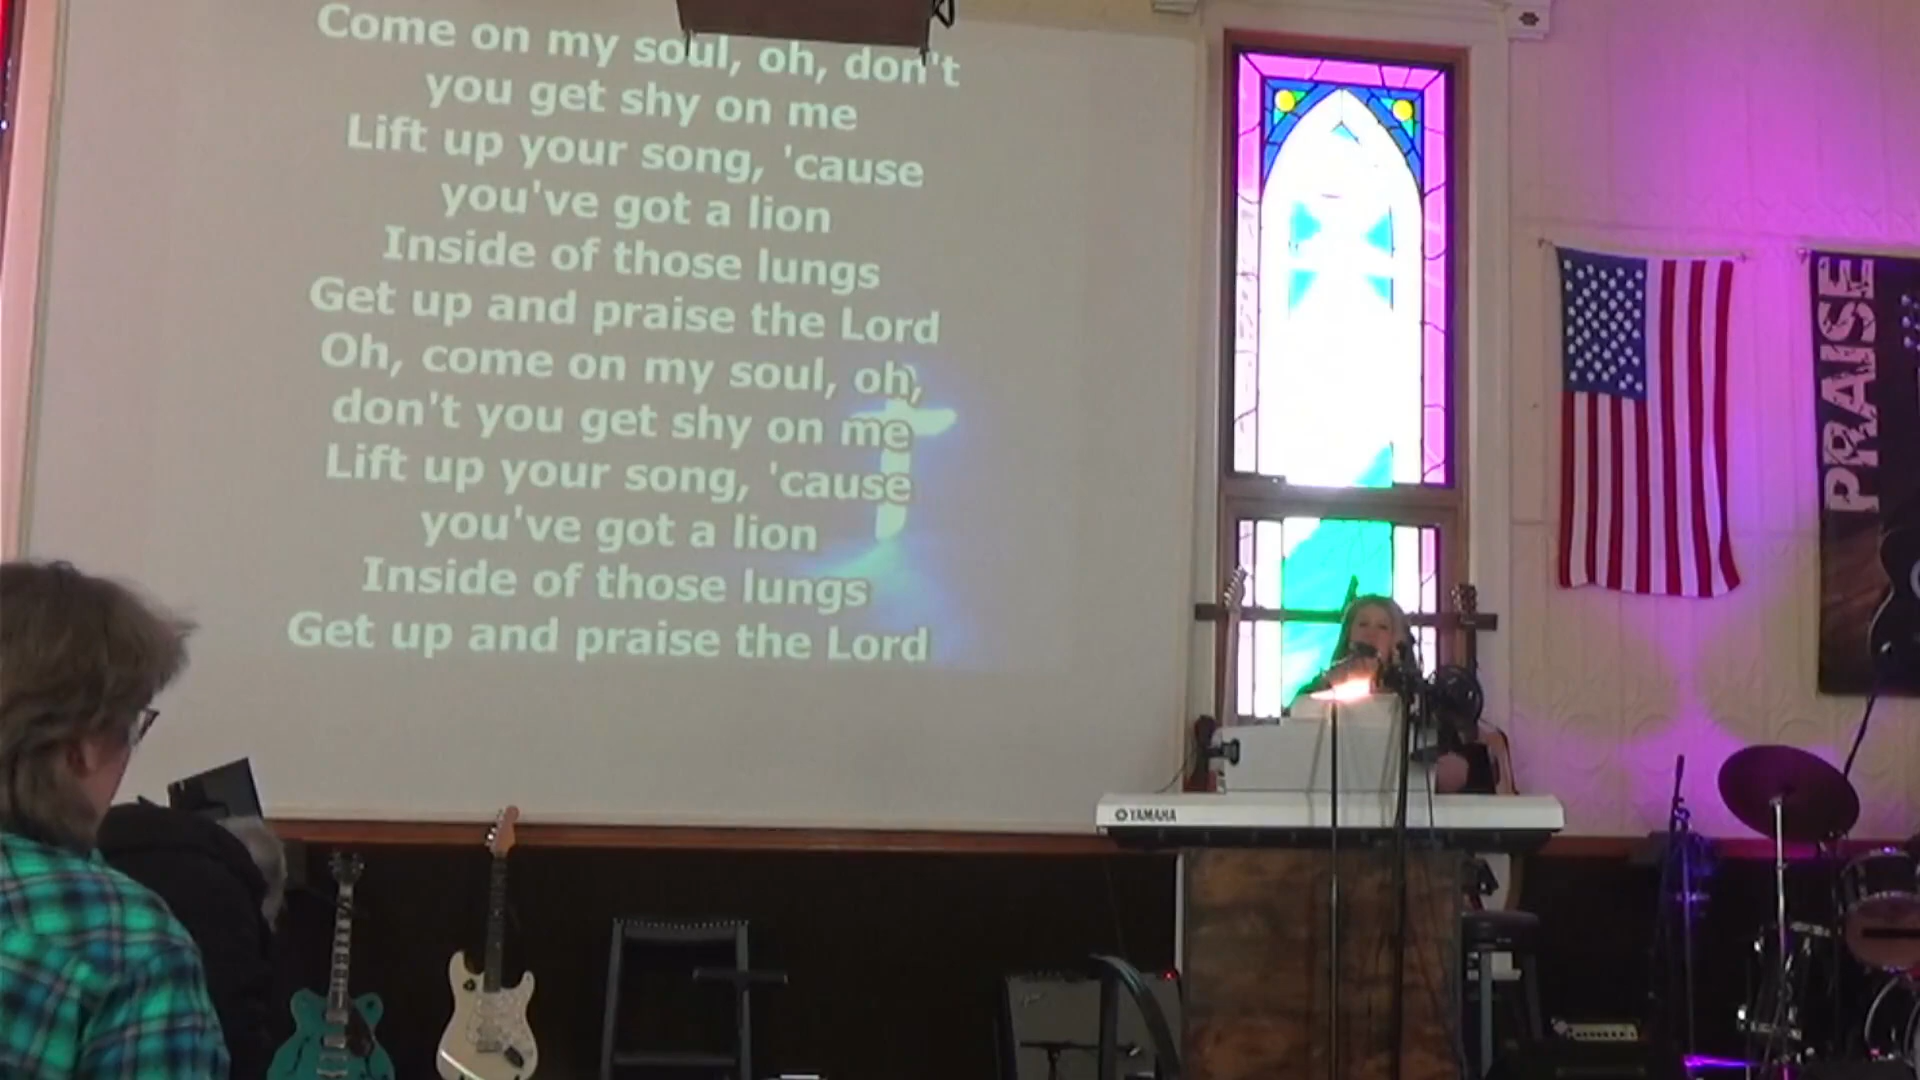 Come on my soul, oh, don't
you get shy on me
Lift up your song, 'cause
you've got a lion
Inside of those lungs
Get up and praise the Lord
Oh, come on my soul, oh,
don't you get shy on me
Lift up your song, 'cause
you've got a lion
Inside of those lungs
Get up and praise the Lord
PRAISE
YAMAHA